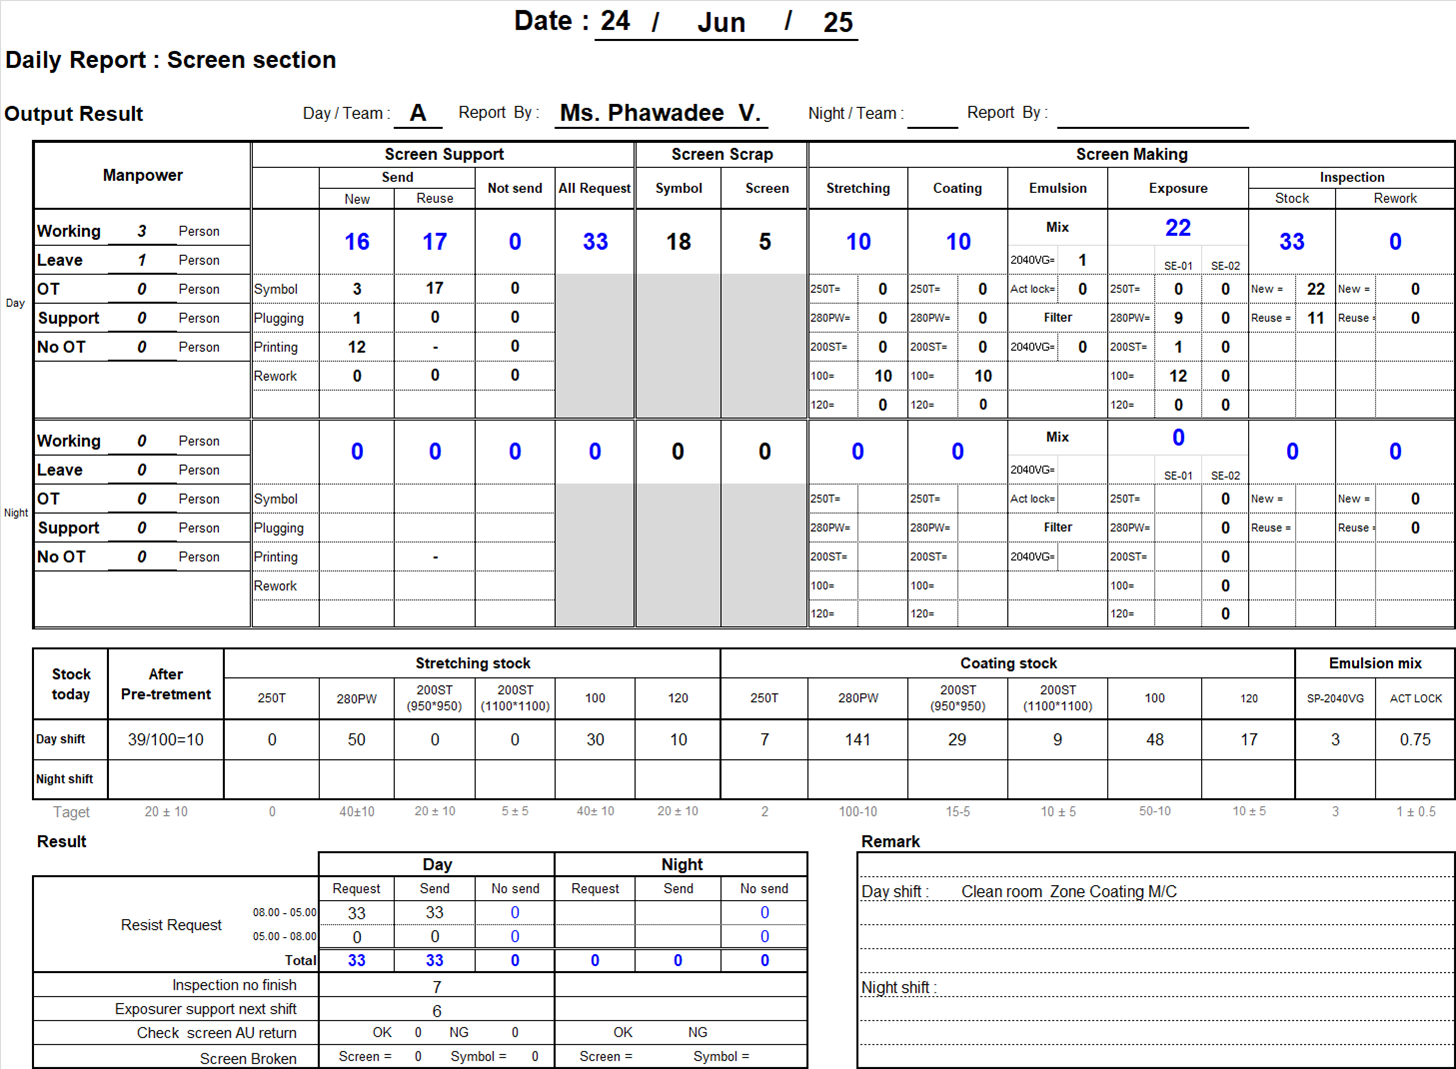 Date : 24 / Jun / 25
Daily Report : Screen section
Output Result Day / Team : A Report By : Ms. Phawadee V. Night / Team : Report By :
Manpower Screen Support Screen Scrap Screen Making
Send Not send All Request Symbol Screen Stretching Coating Emulsion Exposure Inspection
New Reuse Stock Rework
Day
Working 3 Person 16 17 0 33 18 5 10 10 Mix 22 33 0
Leave 1 Person 2040VG= 1 SE-01 SE-02
OT 0 Person Symbol 3 17 0 250T= 0 250T= 0 Act lock= 0 250T= 0 0 New = 22 New = 0
Support 0 Person Plugging 1 0 0 280PW= 0 280PW= 0 Filter 280PW= 9 0 Reuse = 11 Reuse = 0
No OT 0 Person Printing 12 - 0 200ST= 0 200ST= 0 2040VG= 0 200ST= 1 0
Rework 0 0 0 100= 10 100= 10 100= 12 0
120= 0 120= 0 120= 0 0
Night
Working 0 Person 0 0 0 0 0 0 0 0 Mix 0 0 0
Leave 0 Person 2040VG= SE-01 SE-02
OT 0 Person Symbol 250T= 250T= Act lock= 250T= 0 New = New = 0
Support 0 Person Plugging 280PW= 280PW= Filter 280PW= 0 Reuse = Reuse = 0
No OT 0 Person Printing - 200ST= 200ST= 2040VG= 200ST= 0
Rework 100= 100= 100= 0
120= 120= 120= 0
Stock today After Pre-tretment Stretching stock Coating stock Emulsion mix
250T 280PW 200ST (950*950) 200ST (1100*1100) 100 120 250T 280PW 200ST (950*950) 200ST (1100*1100) 100 120 SP-2040VG ACT LOCK
Day shift 39/100=10 0 50 0 0 30 10 7 141 29 9 48 17 3 0.75
Night shift
Taget 20 ± 10 0 40±10 20 ± 10 5 ± 5 40± 10 20 ± 10 2 100-10 15-5 10 ± 5 50-10 10 ± 5 3 1 ± 0.5
Result
Day Night
Request Send No send Request Send No send
Resist Request
08.00 - 05.00 33 33 0 0
05.00 - 08.00 0 0 0 0
Total 33 33 0 0 0 0
Inspection no finish 7
Exposurer support next shift 6
Check screen AU return OK 0 NG 0 OK NG
Screen Broken Screen = 0 Symbol = 0 Screen = Symbol =
Remark
Day shift : Clean room Zone Coating M/C
Night shift :